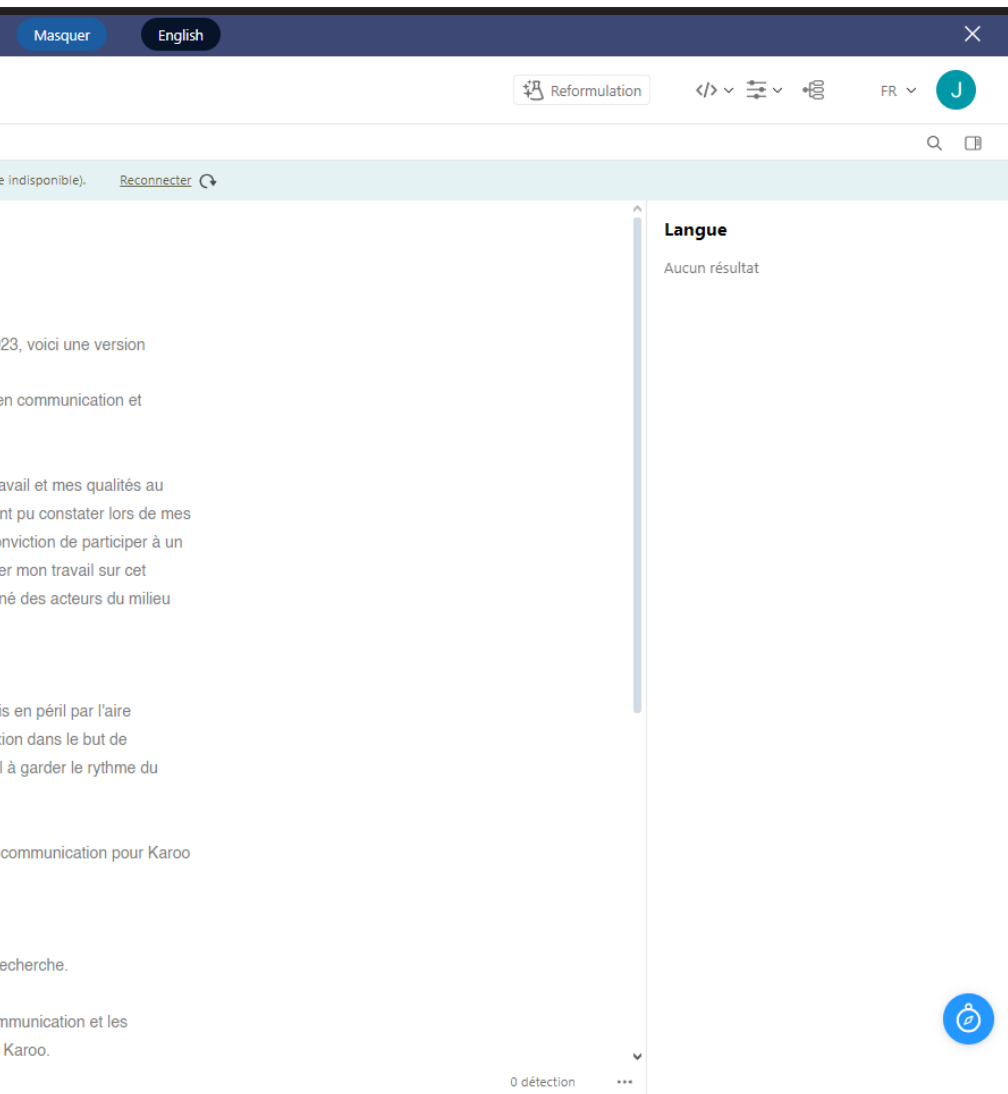 Masquer English
Reformulation FR J
indisponible). Reconnecter
Langue
Aucun résultat
23, voici une version
en communication et
avail et mes qualités au
nt pu constater lors de mes
onviction de participer à un
er mon travail sur cet
né des acteurs du milieu
is en péril par l'aire
tion dans le but de
l à garder le rythme du
communication pour Karoo
echerche.
mmunication et les
Karoo.
0 détection